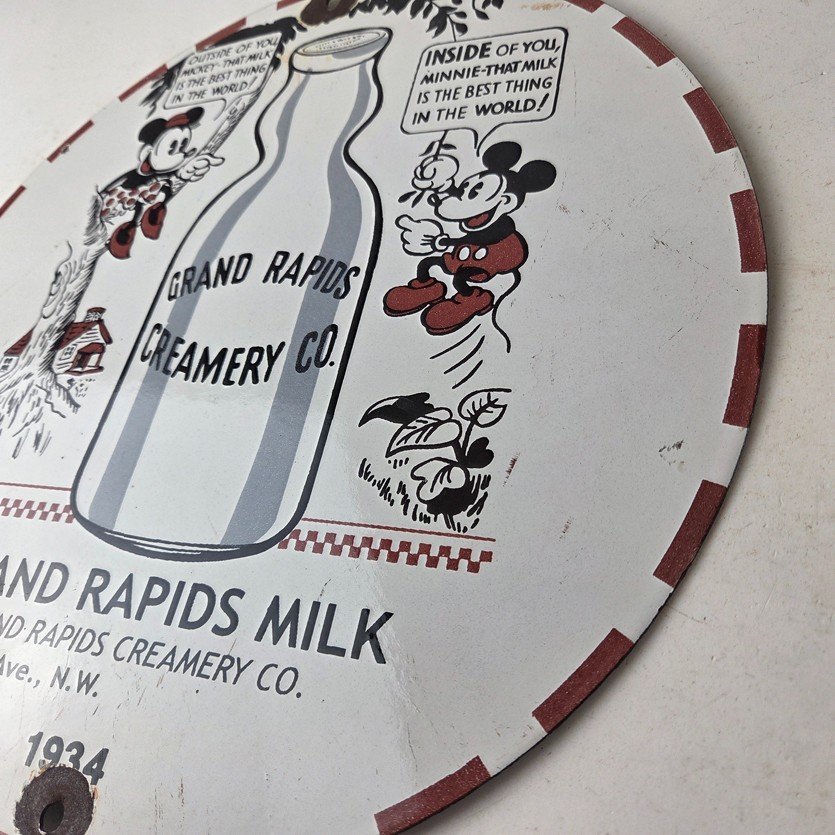 OUTSIDE OF YOU,
MICKEY-THAT MILK
IS THE BEST THING
IN THE WORLD!
INSIDE OF YOU,
MINNIE-THAT MILK
IS THE BEST THING
IN THE WORLD!
GRAND RAPIDS
CREAMERY CO.
AND RAPIDS MILK
ND RAPIDS CREAMERY CO.
Ave., N.W.
1934